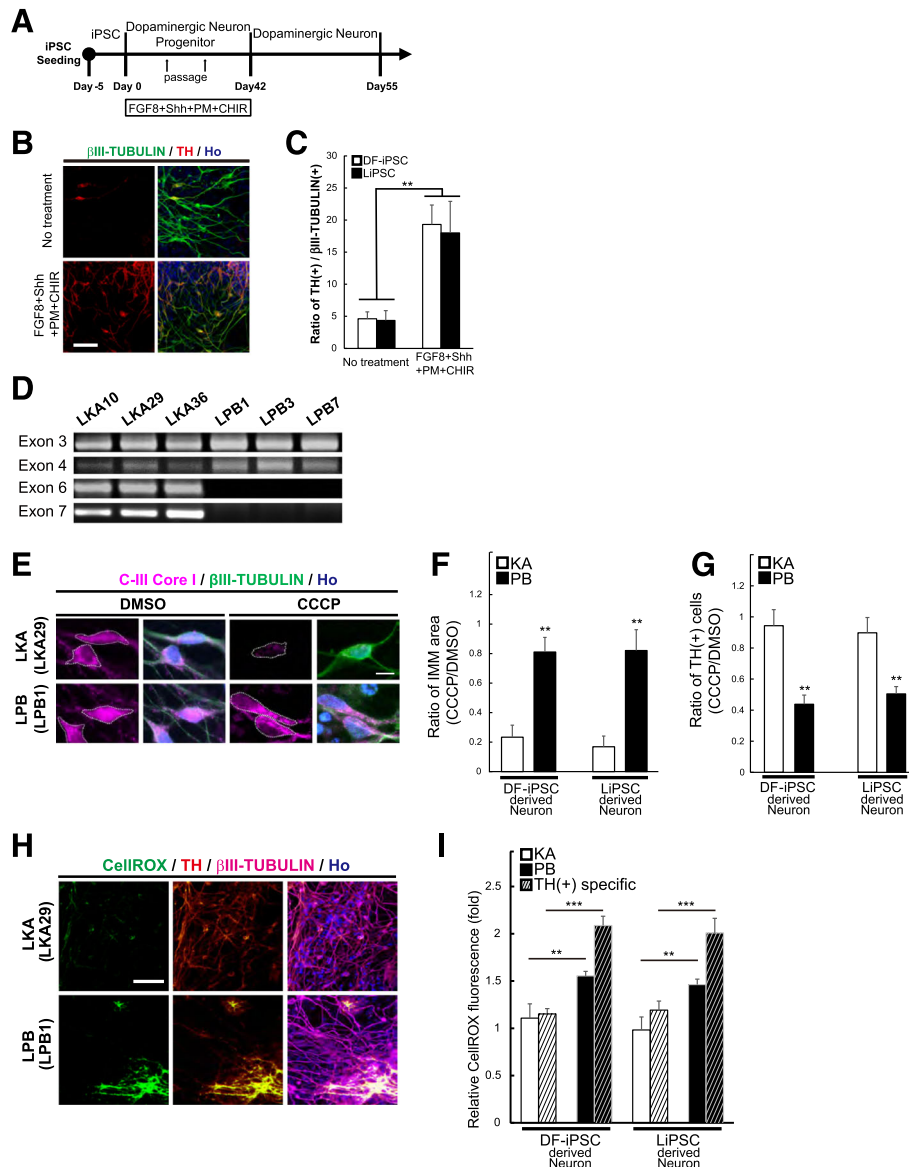 A
iPSC
Seeding
iPSC
Dopaminergic Neuron
Progenitor
Dopaminergic Neuron
passage
Day -5
Day 0
Day42
Day55
FGF8+Shh+PM+CHIR
B
βIII-TUBULIN / TH / Ho
No treatment
FGF8+Shh
+PM+CHIR
C
Ratio of TH(+) / βIII-TUBULIN(+)
35
30
25
20
15
10
5
0
DF-iPSC
LiPSC
**
No treatment
FGF8+Shh
+PM+CHIR
D
LKA10
LKA29
LKA36
LPB1
LPB3
LPB7
Exon 3
Exon 4
Exon 6
Exon 7
E
C-III Core I / βIII-TUBULIN / Ho
DMSO
CCCP
LKA
(LKA29)
LPB
(LPB1)
F
Ratio of IMM area
(CCCP/DMSO)
1.2
1
0.8
0.6
0.4
0.2
0
KA
PB
**
**
DF-iPSC
derived
Neuron
LiPSC
derived
Neuron
G
Ratio of TH(+) cells
(CCCP/DMSO)
1.2
1
0.8
0.6
0.4
0.2
0
KA
PB
**
**
DF-iPSC
derived
Neuron
LiPSC
derived
Neuron
H
CellROX / TH / βIII-TUBULIN / Ho
LKA
(LKA29)
LPB
(LPB1)
I
Relative CellROX fluorescence (fold)
2.5
2
1.5
1
0.5
0
KA
PB
TH(+) specific
***
**
***
**
DF-iPSC
derived
Neuron
LiPSC
derived
Neuron